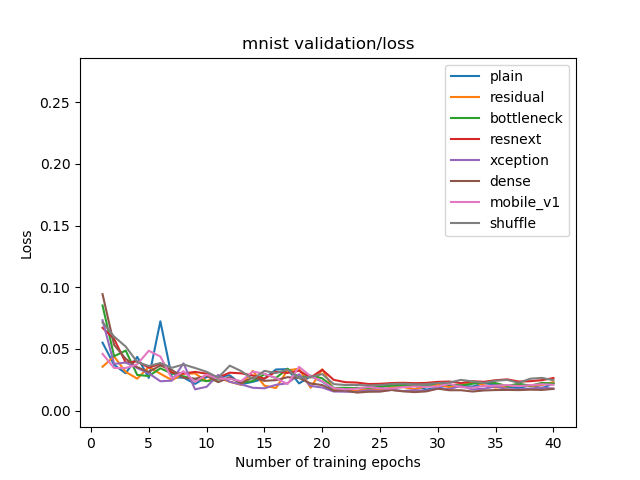 mnist validation/loss
Loss
0.25
0.20
0.15
0.10
0.05
0.00
plain
residual
bottleneck
resnext
xception
dense
mobile_v1
shuffle
0 5 10 15 20 25 30 35 40
Number of training epochs